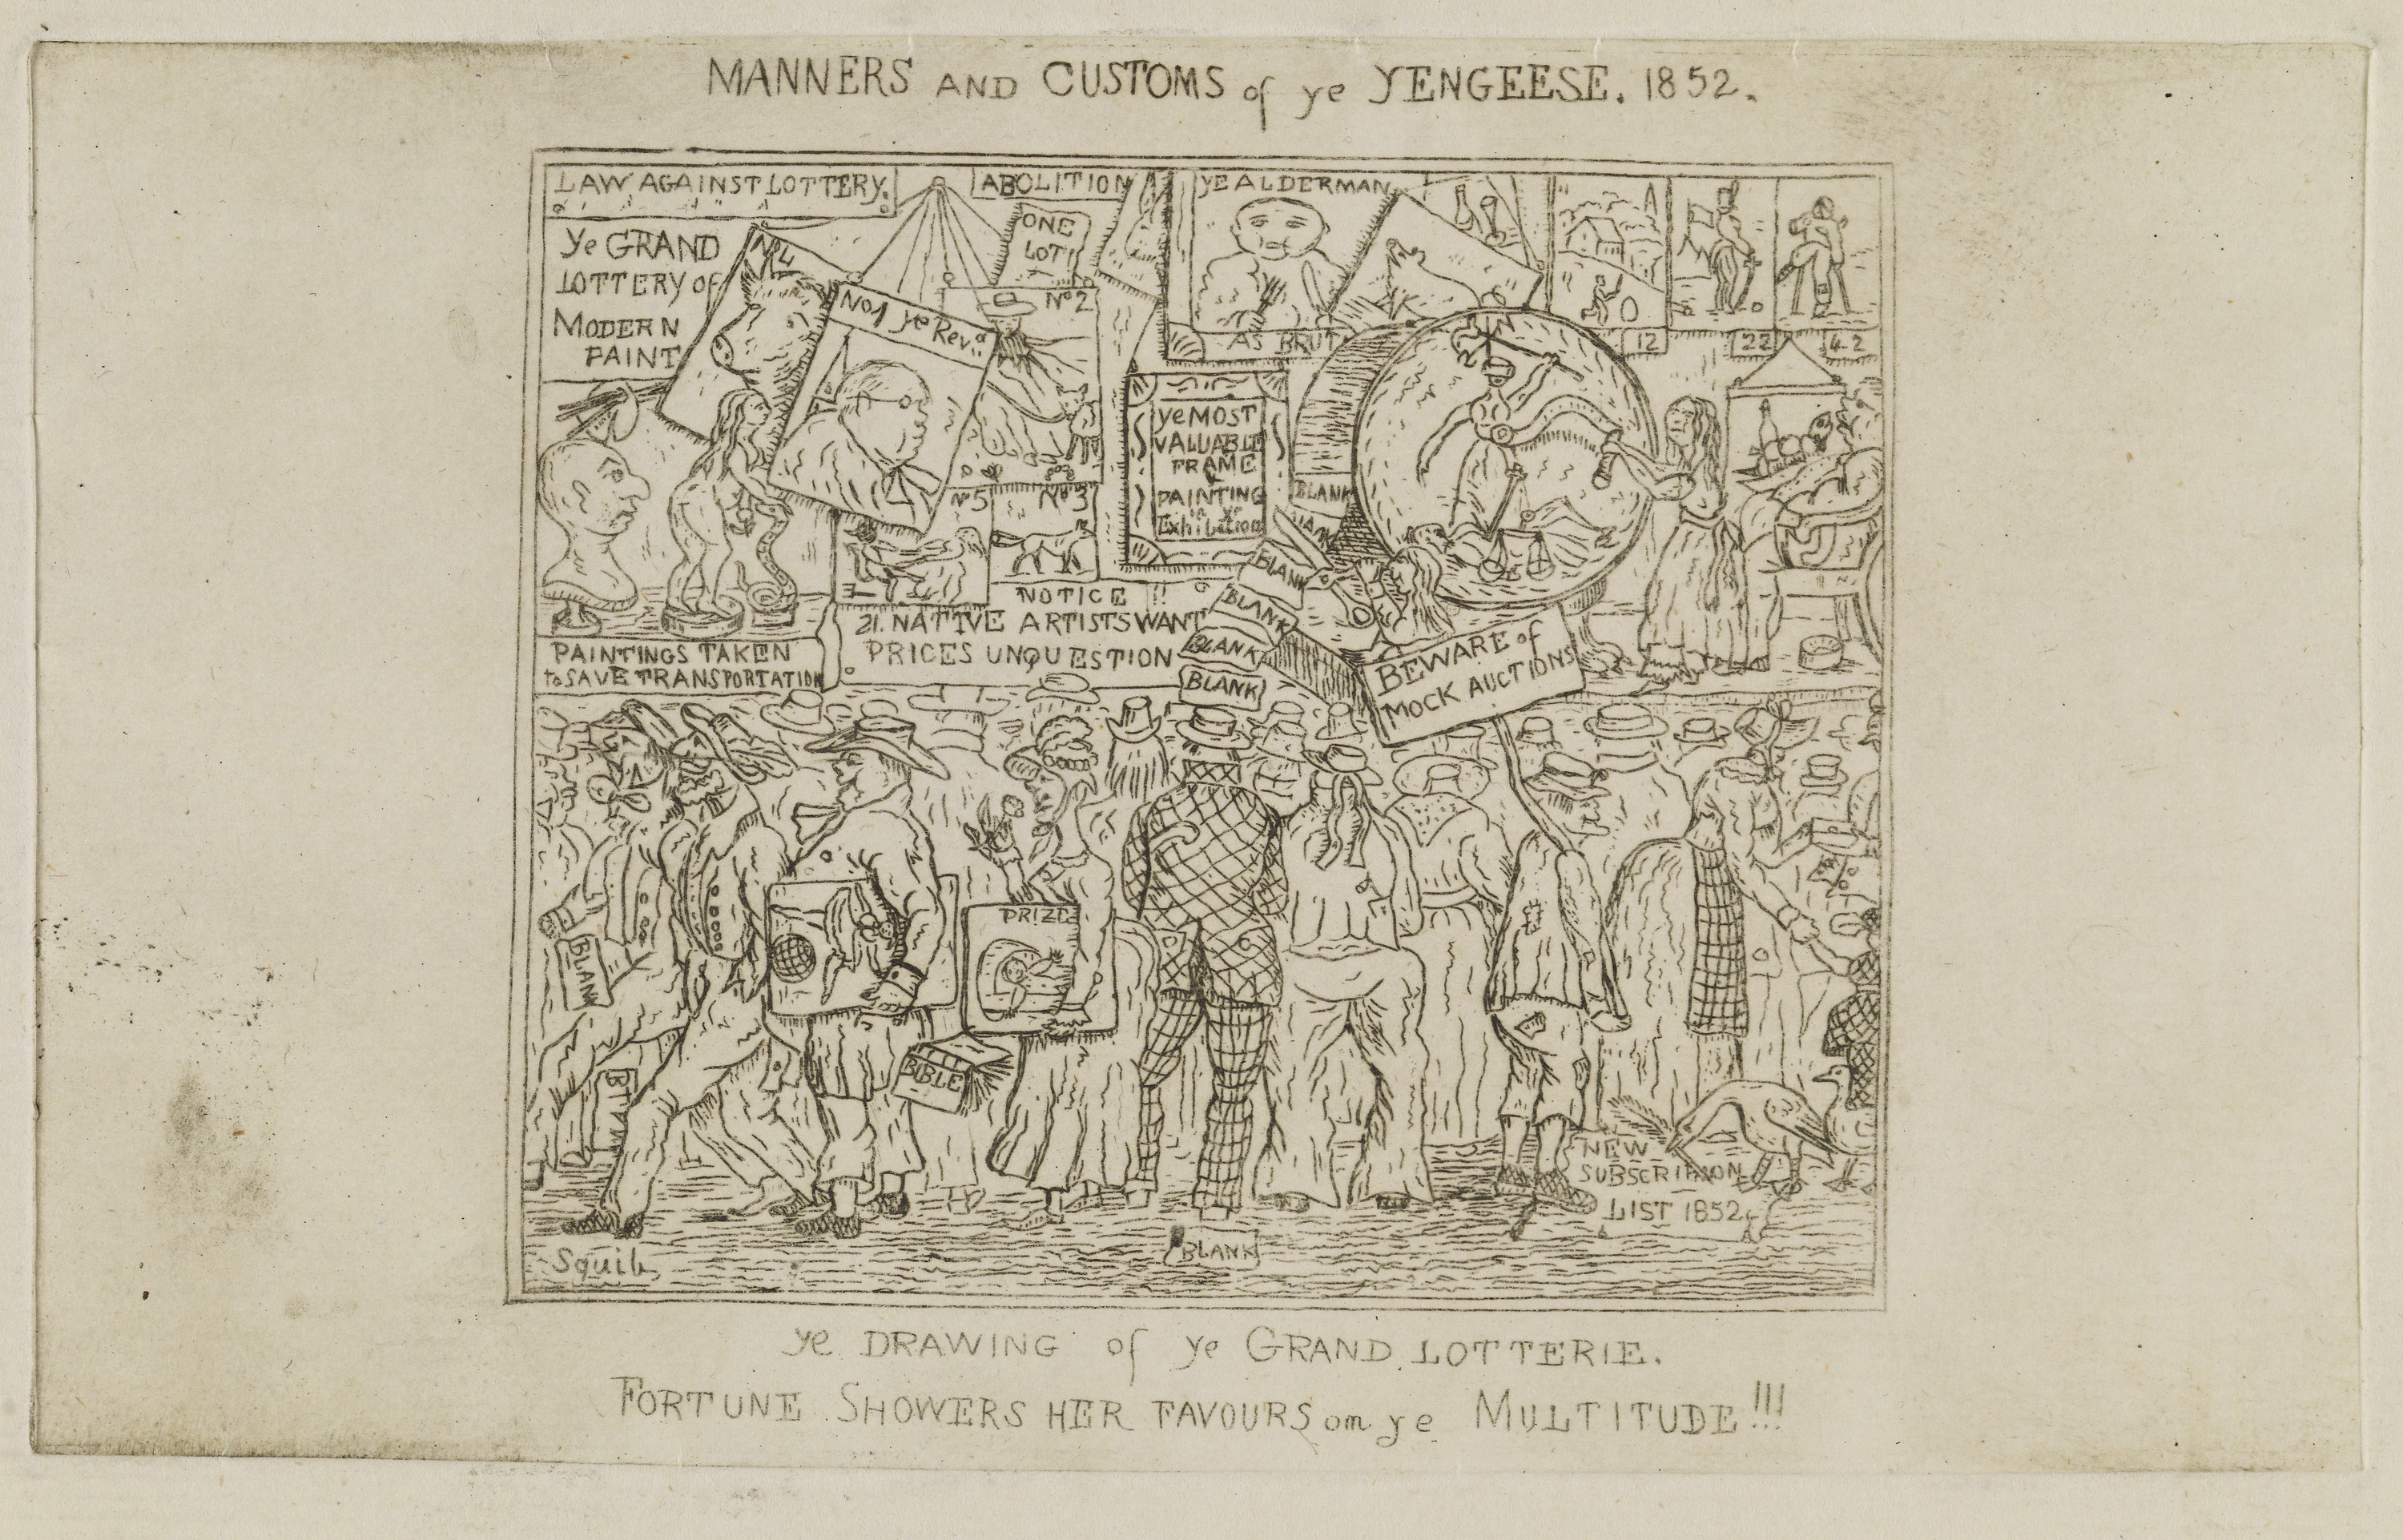 MANNERS AND CUSTOMS of ye YENGEESE. 1852.
LAW AGAINST LOTTERY.
ABOLITION
Ye GRAND
LOTTERY of
MODERN
PAINT
No 4
No 1 ye Revd
ONE
LOT!
No 2
No 5
No 3
Ye ALDERMAN
AS BRUT
12
22
42
Ye MOST
VALUABLE
FRAME
PAINTING
in ye
Exhibition
BLANK
BLANK
BLANK
BLANK
BLANK
NOTICE !!
21. NATIVE ARTISTS WANT
PRICES UNQUESTION
PAINTINGS TAKEN
to SAVE TRANSPORTATION
BEWARE of
MOCK AUCTIONS
PRIZE
BLANK
BIBLE
NEW
SUBSCRIPTION
LIST 1852
BLANK
Squib
ye DRAWING of ye GRAND LOTTERIE.
FORTUNE SHOWERS HER FAVOURS on ye MULTITUDE!!!